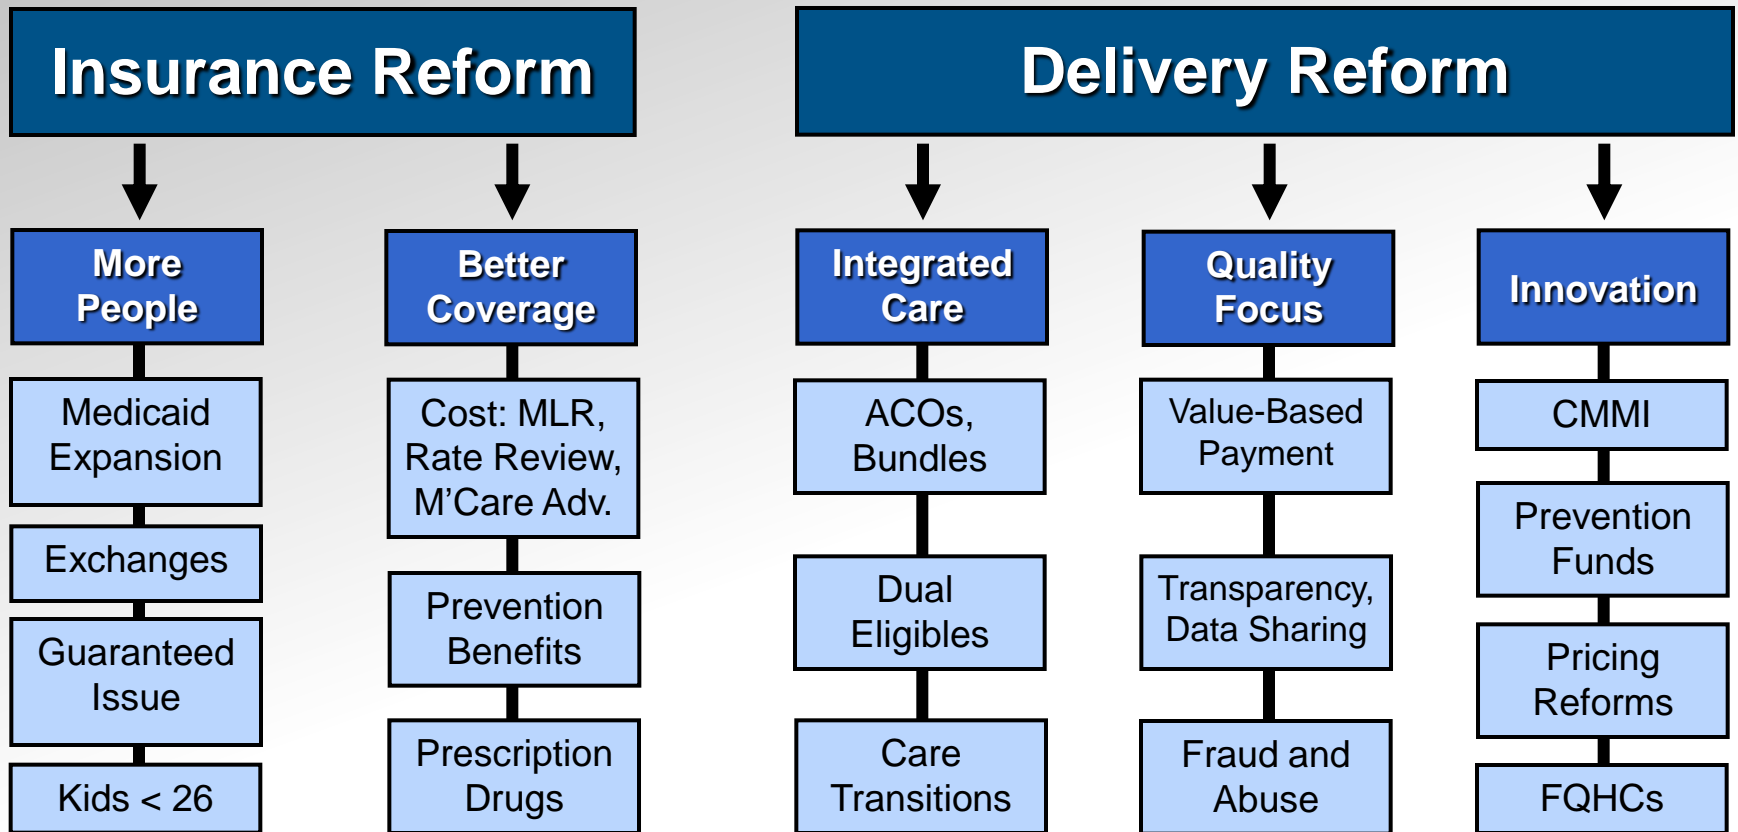 Insurance Reform
More
People
Medicaid
Expansion
Exchanges
Guaranteed
Issue
Kids < 26
Better
Coverage
Cost: MLR,
Rate Review,
M’Care Adv.
Prevention
Benefits
Prescription
Drugs
Delivery Reform
Integrated
Care
ACOs,
Bundles
Dual
Eligibles
Care
Transitions
Quality
Focus
Value-Based
Payment
Transparency,
Data Sharing
Fraud and
Abuse
Innovation
CMMI
Prevention
Funds
Pricing
Reforms
FQHCs